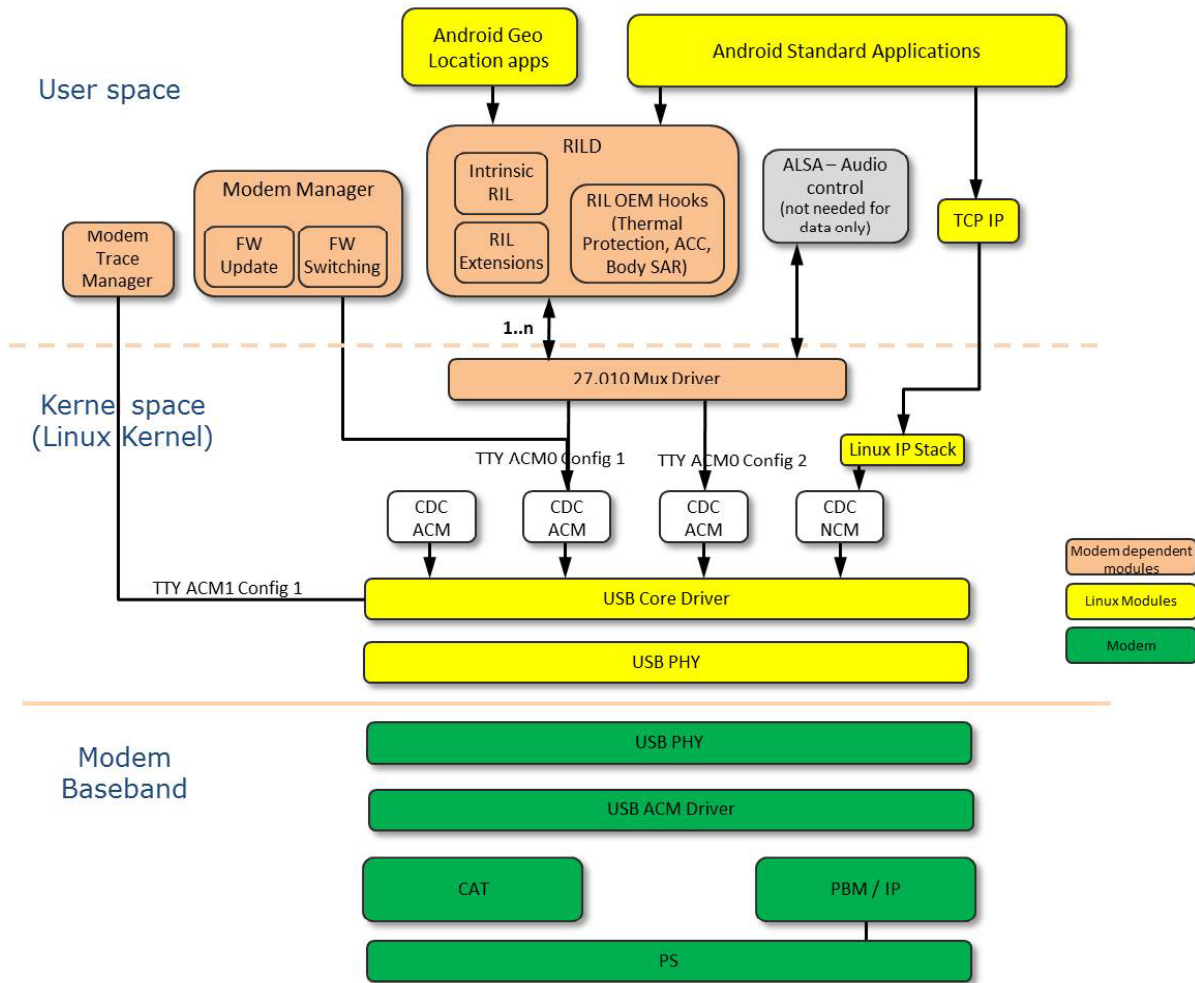 Android Geo
Location apps
Android Standard Applications
User space
RILD
Intrinsic
RIL
RIL
Extensions
RIL OEM Hooks
(Thermal
Protection, ACC,
Body SAR)
ALSA – Audio
control
(not needed for
data only)
TCP IP
Modem Manager
FW
Update
FW
Switching
Modem
Trace
Manager
1..n
27.010 Mux Driver
Kernel space
(Linux Kernel)
Linux IP Stack
TTY ACM0 Config 1
TTY ACM0 Config 2
CDC
ACM
CDC
ACM
CDC
ACM
CDC
NCM
TTY ACM1 Config 1
USB Core Driver
USB PHY
Modem dependent
modules
Linux Modules
Modem
Modem
Baseband
USB PHY
USB ACM Driver
CAT
PBM / IP
PS